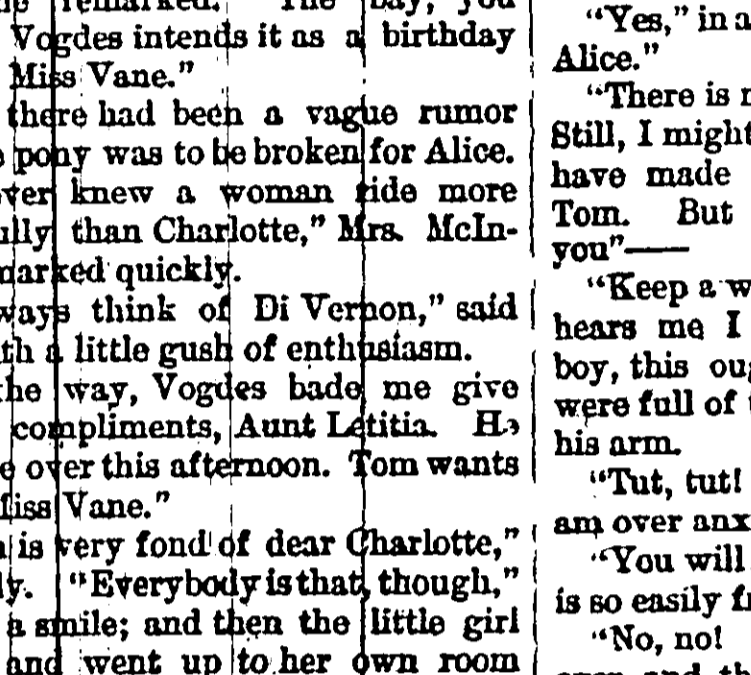 remarked. "The bay, you
Vogdes intends it as a birthday
Miss Vane."
there had been a vague rumor
pony was to be broken for Alice.
ver knew a woman ride more
ully than Charlotte," Mrs. McIn-
marked quickly.
ways think of Di Vernon," said
th a little gush of enthusiasm.
the way, Vogdes bade me give
compliments, Aunt Letitia. He
e over this afternoon. Tom wants
Miss Vane."
is very fond of dear Charlotte,"
ly. "Everybody is that, though,"
a smile; and then the little girl
and went up to her own room
"Yes," in a
Alice."
"There is
Still, I might
have made
Tom. But
you"——
"Keep a w
hears me I
boy, this oug
were full of
his arm.
"Tut, tut!
am over anx
"You will
is so easily f
"No, no!